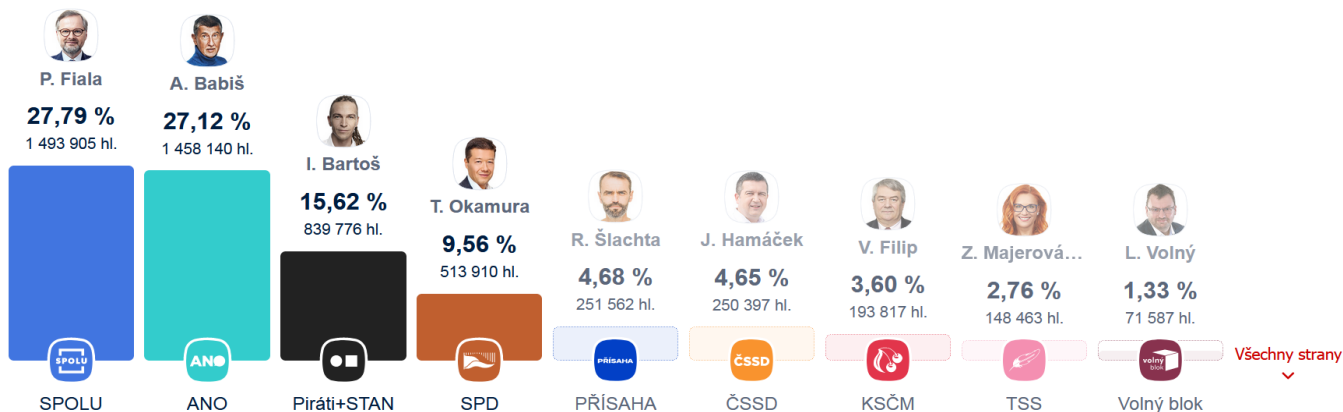 P. Fiala
27,79 %
1 493 905 hl.
SPOLU
SPOLU
A. Babiš
27,12 %
1 458 140 hl.
ANO
ANO
I. Bartoš
15,62 %
839 776 hl.
Piráti+STAN
T. Okamura
9,56 %
513 910 hl.
SPD
R. Šlachta
4,68 %
251 562 hl.
PŘÍSAHA
PŘÍSAHA
J. Hamáček
4,65 %
250 397 hl.
ČSSD
ČSSD
V. Filip
3,60 %
193 817 hl.
KSČM
Z. Majerová…
2,76 %
148 463 hl.
TSS
L. Volný
1,33 %
71 587 hl.
volný
blok
Volný blok
Všechny strany